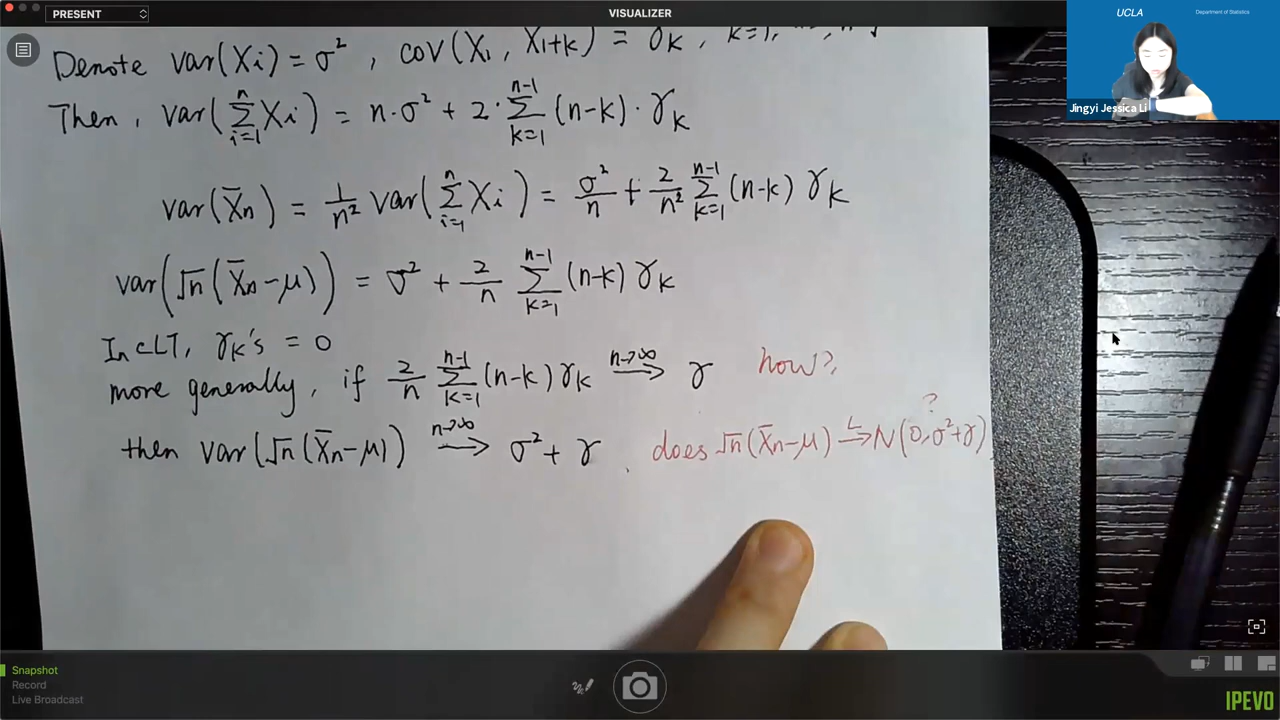 PRESENT
VISUALIZER
UCLA
Department of Statistics
Jingyi Jessica Li
Denote var(Xi) = σ², cov(X1, X1+k) = γk, k=1,
Then, var(∑_{i=1}^{n} Xi) = n·σ² + 2·∑_{k=1}^{n-1} (n-k)·γk
var(X̄n) = 1/n² var(∑_{i=1}^{n} Xi) = σ²/n + 2/n² ∑_{k=1}^{n-1} (n-k) γk
var(√n(X̄n-μ)) = σ² + 2/n ∑_{k=1}^{n-1} (n-k) γk
In CLT, γk's = 0
more generally, if 2/n ∑_{k=1}^{n-1} (n-k) γk →^{n→∞} γ how?
then var(√n(X̄n-μ)) →^{n→∞} σ² + γ, does √n(X̄n-μ) →^{L} N(0, σ²+γ) ?
Snapshot
Record
Live Broadcast
IPEVO